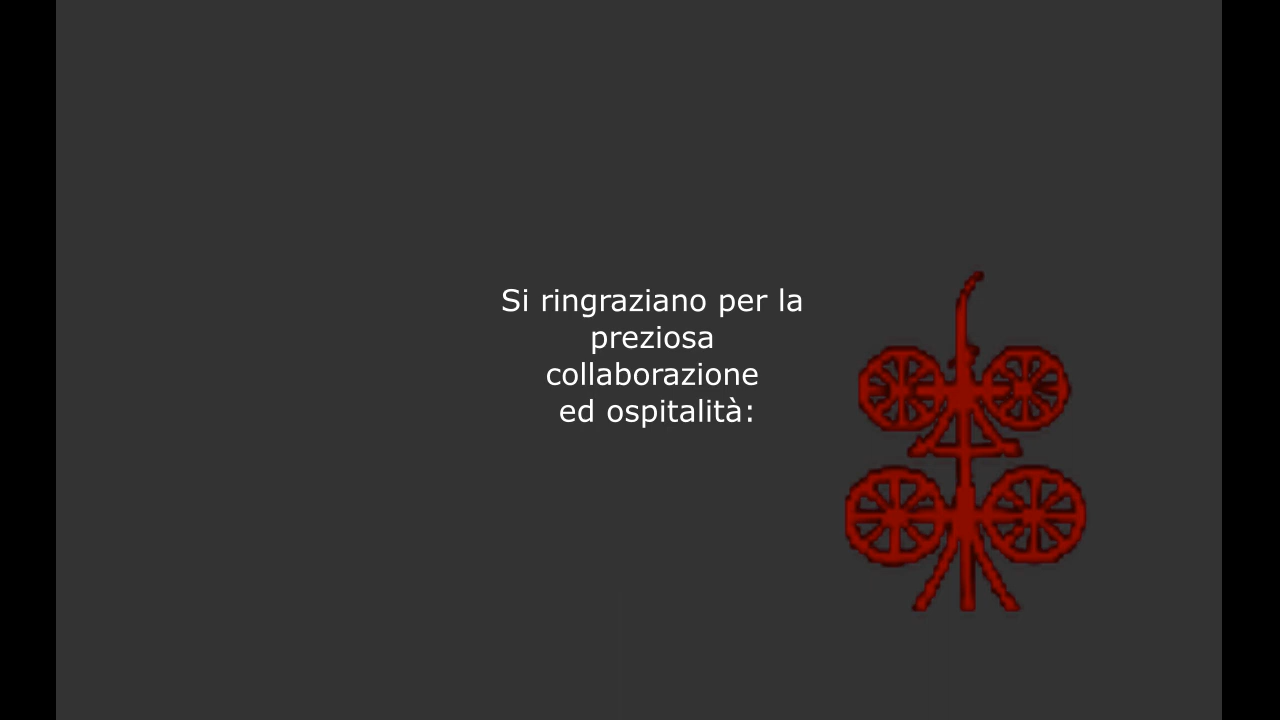 Si ringraziano per la
preziosa
collaborazione
ed ospitalità: